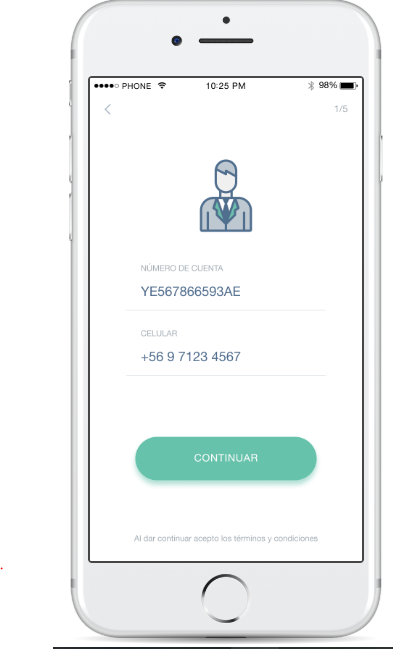 PHONE 10:25 PM 98%
1/5
NÚMERO DE CUENTA
YE567866593AE
CELULAR
+56 9 7123 4567
CONTINUAR
Al dar continuar acepto los términos y condiciones